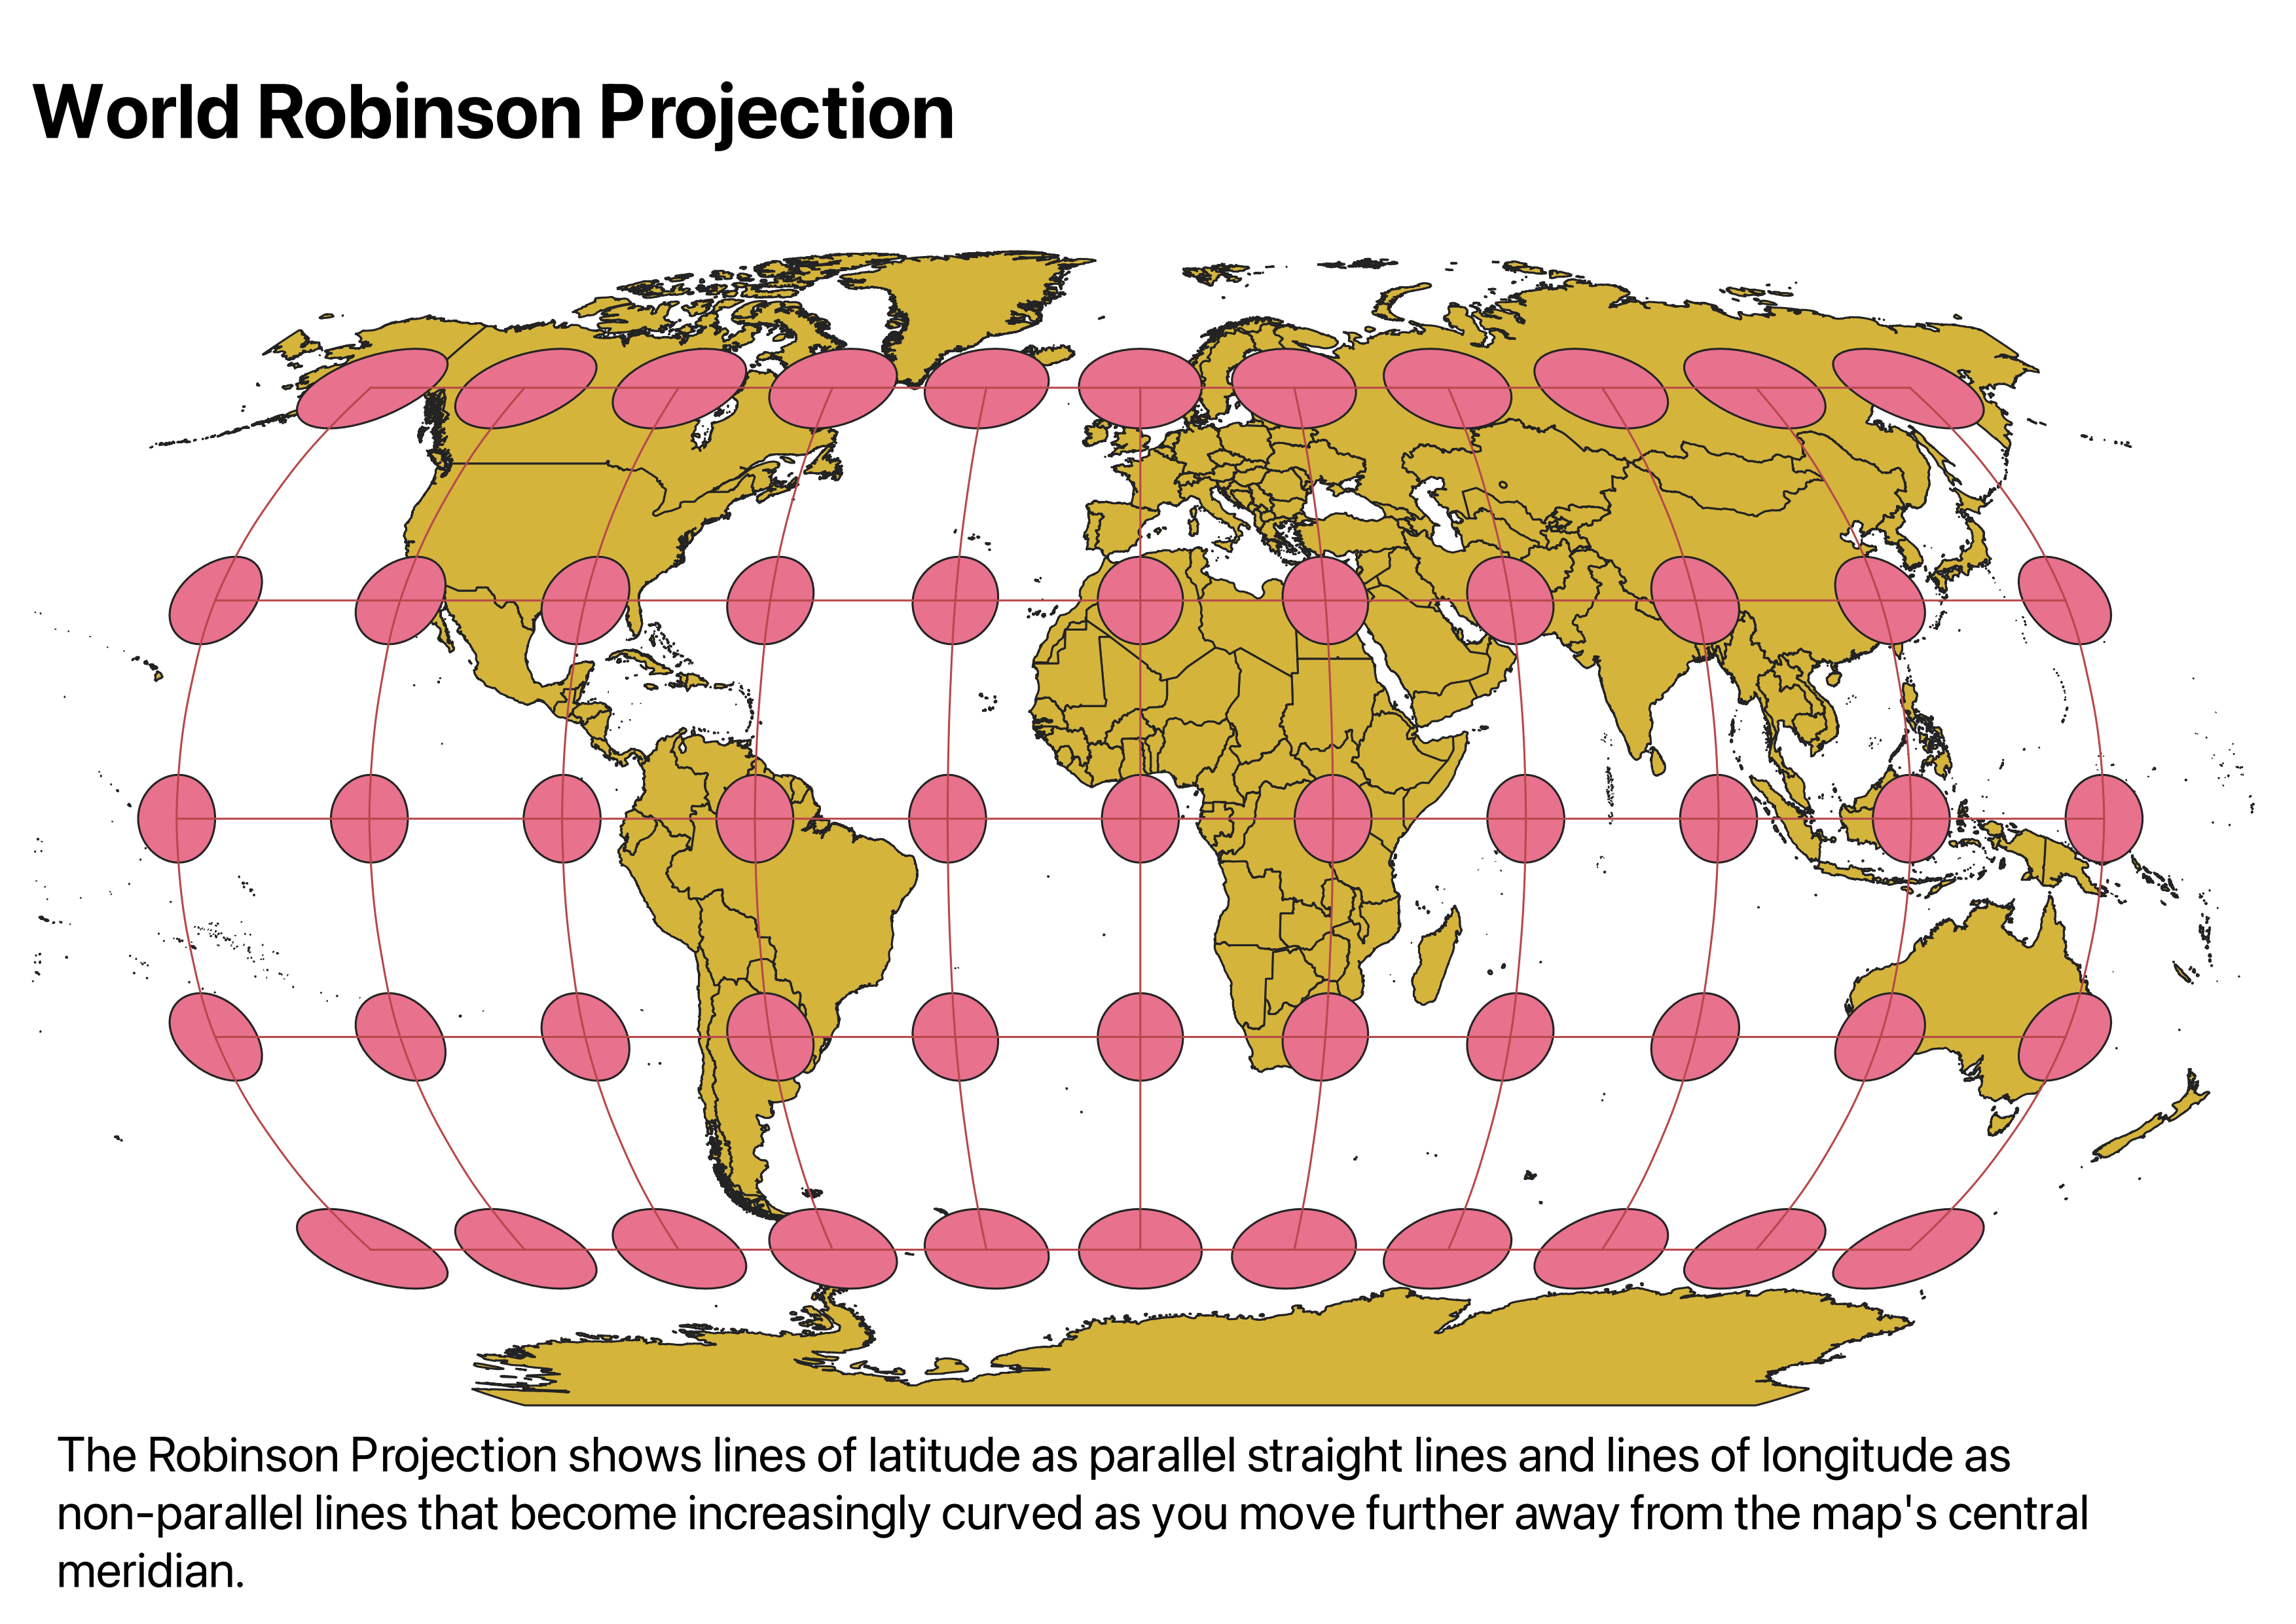 World Robinson Projection
The Robinson Projection shows lines of latitude as parallel straight lines and lines of longitude as
non-parallel lines that become increasingly curved as you move further away from the map's central
meridian.